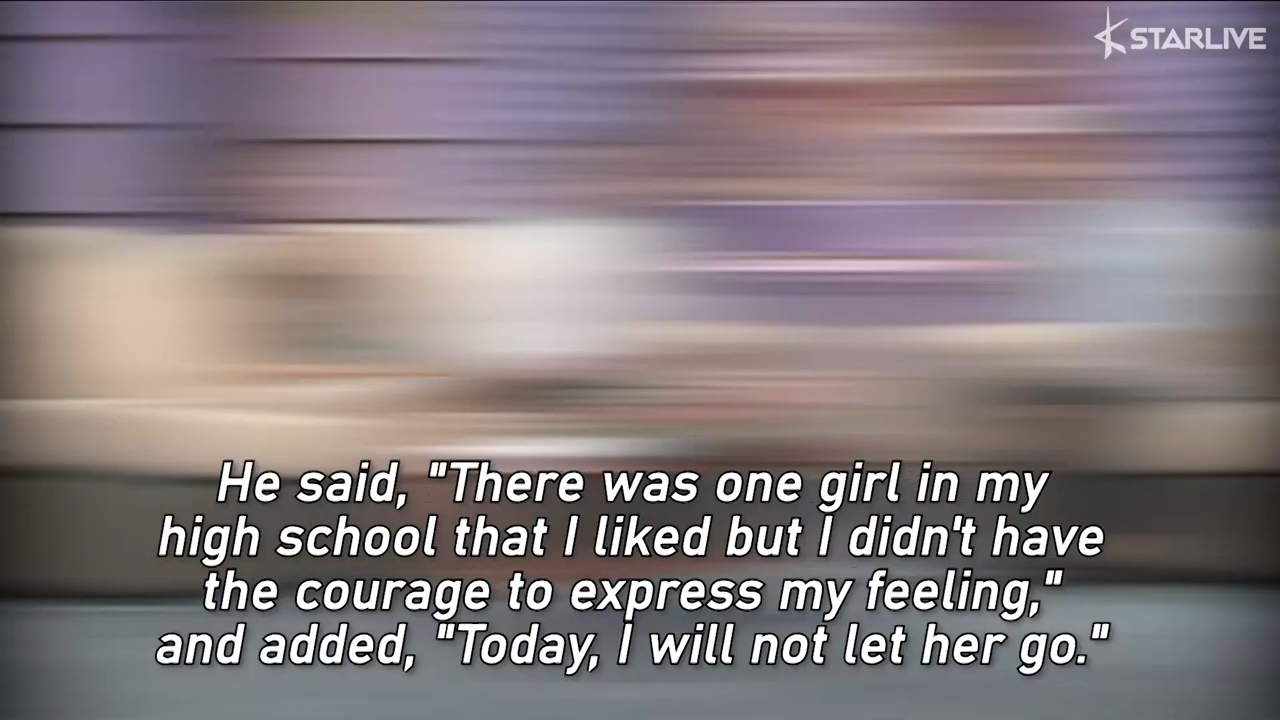 STARLIVE
He said, "There was one girl in my
high school that I liked but I didn't have
the courage to express my feeling,"
and added, "Today, I will not let her go."